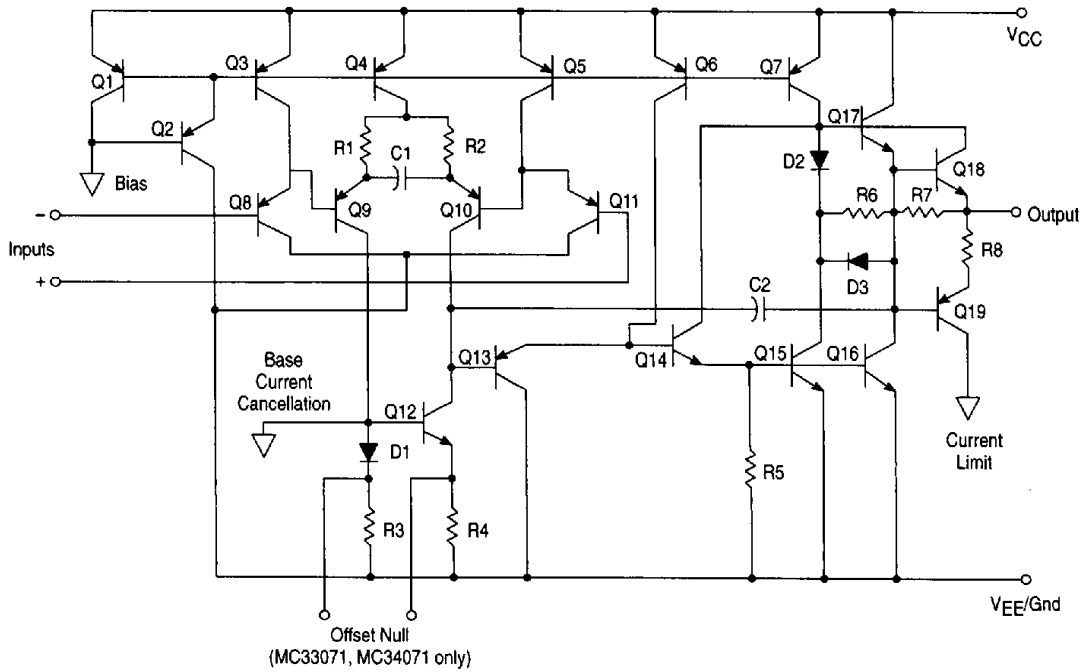 VCC
Q1
Q3
Q4
Q5
Q6
Q7
Q2
Q17
R1
C1
R2
D2
Q18
Bias
Q8
Q9
Q10
Q11
R6
R7
Output
−
Inputs
+
D3
R8
C2
Q19
Q13
Q14
Q15
Q16
Base
Current
Cancellation
Q12
D1
Current
Limit
R5
R3
R4
VEE/Gnd
Offset Null
(MC33071, MC34071 only)